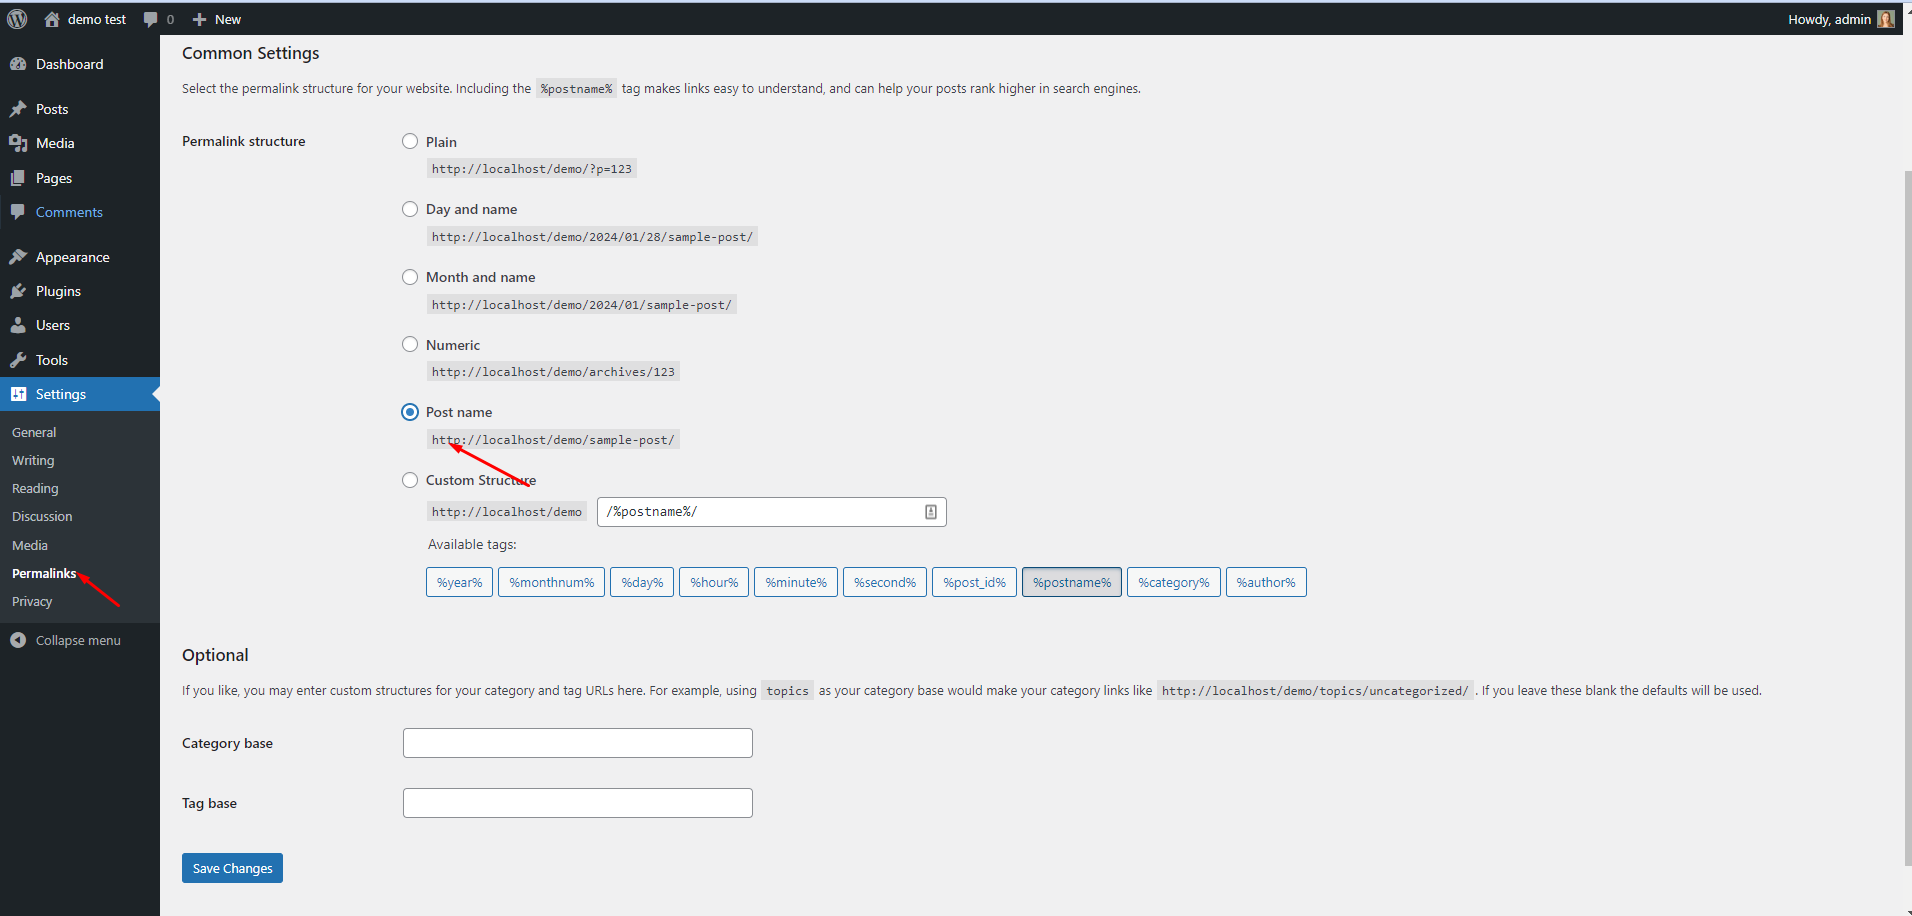 demo test 0 New Howdy, admin
Dashboard
Posts
Media
Pages
Comments
Appearance
Plugins
Users
Tools
Settings
General
Writing
Reading
Discussion
Media
Permalinks
Privacy
Collapse menu
Common Settings
Select the permalink structure for your website. Including the %postname% tag makes links easy to understand, and can help your posts rank higher in search engines.
Permalink structure
Plain
http://localhost/demo/?p=123
Day and name
http://localhost/demo/2024/01/28/sample-post/
Month and name
http://localhost/demo/2024/01/sample-post/
Numeric
http://localhost/demo/archives/123
Post name
http://localhost/demo/sample-post/
Custom Structure
http://localhost/demo /%postname%/
Available tags:
%year% %monthnum% %day% %hour% %minute% %second% %post_id% %postname% %category% %author%
Optional
If you like, you may enter custom structures for your category and tag URLs here. For example, using topics as your category base would make your category links like http://localhost/demo/topics/uncategorized/ . If you leave these blank the defaults will be used.
Category base
Tag base
Save Changes